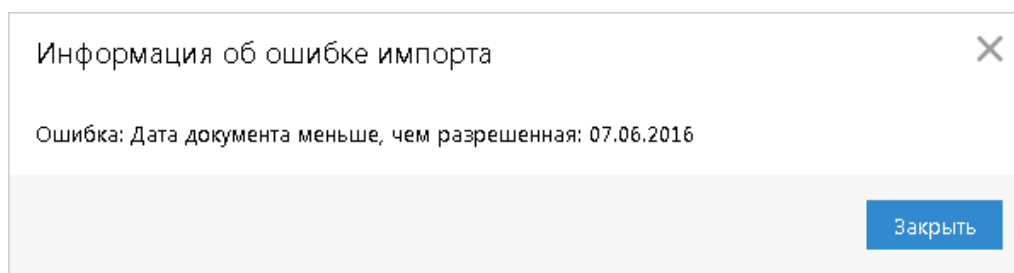 Информация об ошибке импорта
Ошибка: Дата документа меньше, чем разрешенная: 07.06.2016
Закрыть